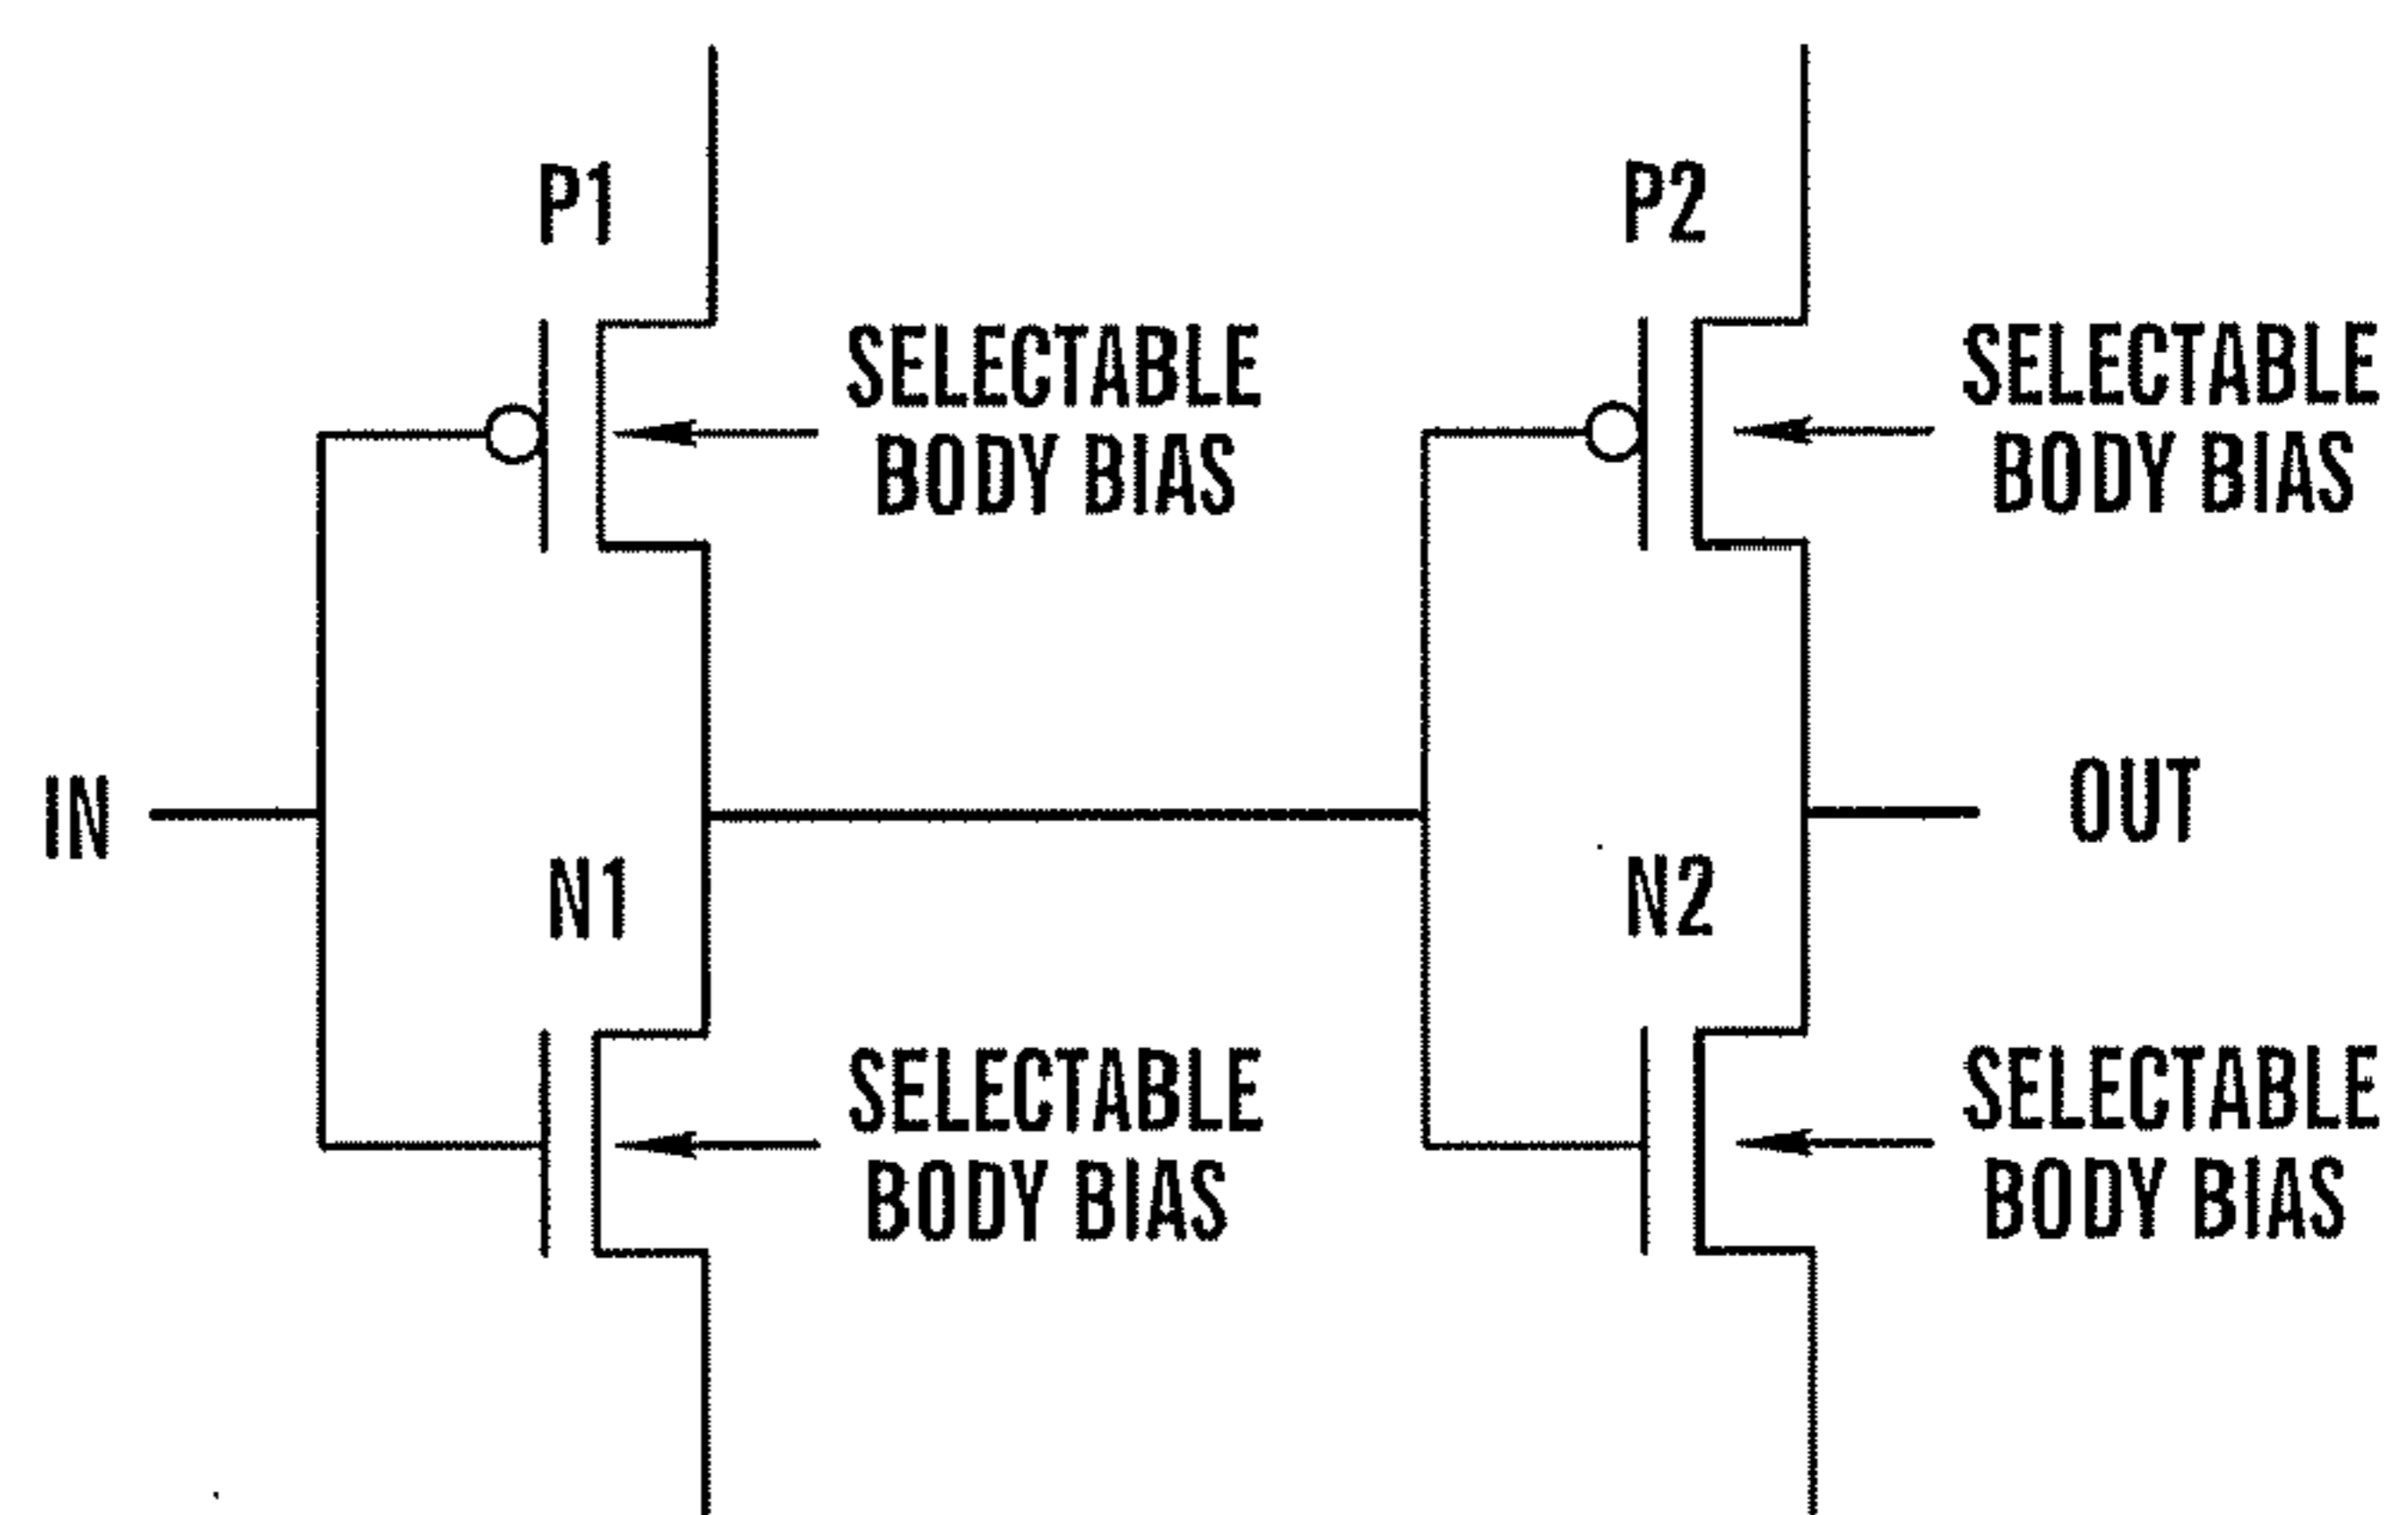 P1
P2
SELECTABLE
BODY BIAS
SELECTABLE
BODY BIAS
IN
OUT
N1
N2
SELECTABLE
BODY BIAS
SELECTABLE
BODY BIAS